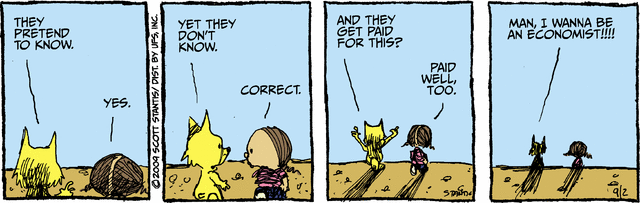 THEY
PRETEND
TO KNOW.
YES.
© 2009 SCOTT STANTIS/ DIST. BY UFS, INC.
YET THEY
DON'T
KNOW.
CORRECT.
AND THEY
GET PAID
FOR THIS?
PAID
WELL,
TOO.
STANTIS
MAN, I WANNA BE
AN ECONOMIST!!!!
9/2